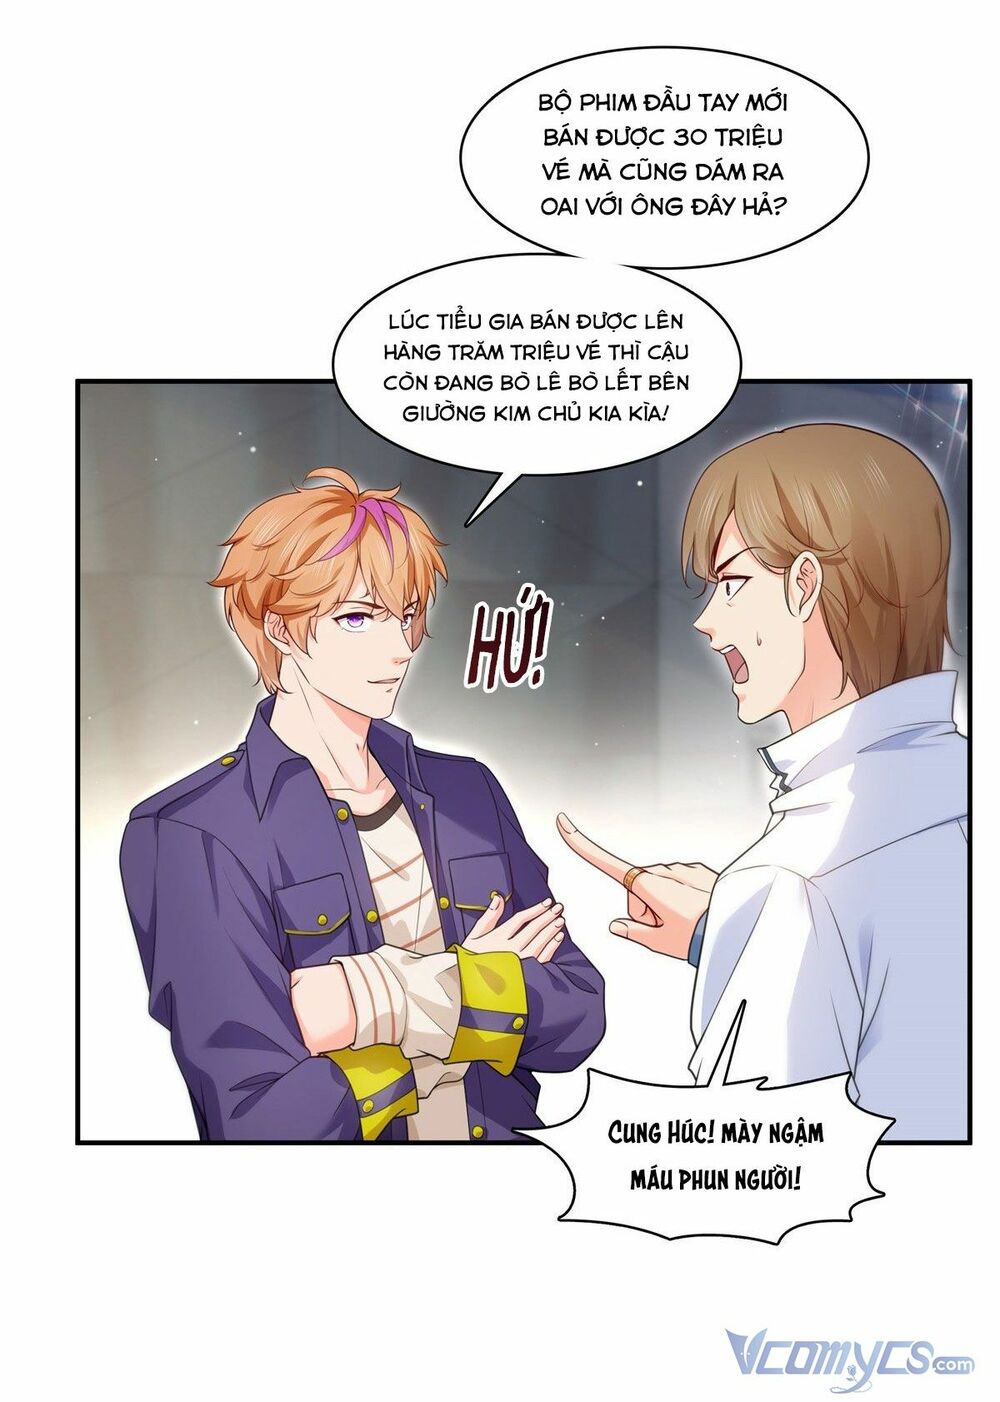 BỘ PHIM ĐẦU TAY MỚI
BÁN ĐƯỢC 30 TRIỆU
VÉ MÀ CŨNG DÁM RA
OAI VỚI ÔNG ĐÂY HẢ?
LÚC TIỂU GIA BÁN ĐƯỢC LÊN
HÀNG TRĂM TRIỆU VÉ THÌ CẬU
CÒN ĐANG BÒ LÊ BÒ LẾT BÊN
GIƯỜNG KIM CHỦ KIA KÌA!
HỨ!
CUNG HÚC! MÀY NGẬM
MÁU PHUN NGƯỜI!
VCOMYCS.com